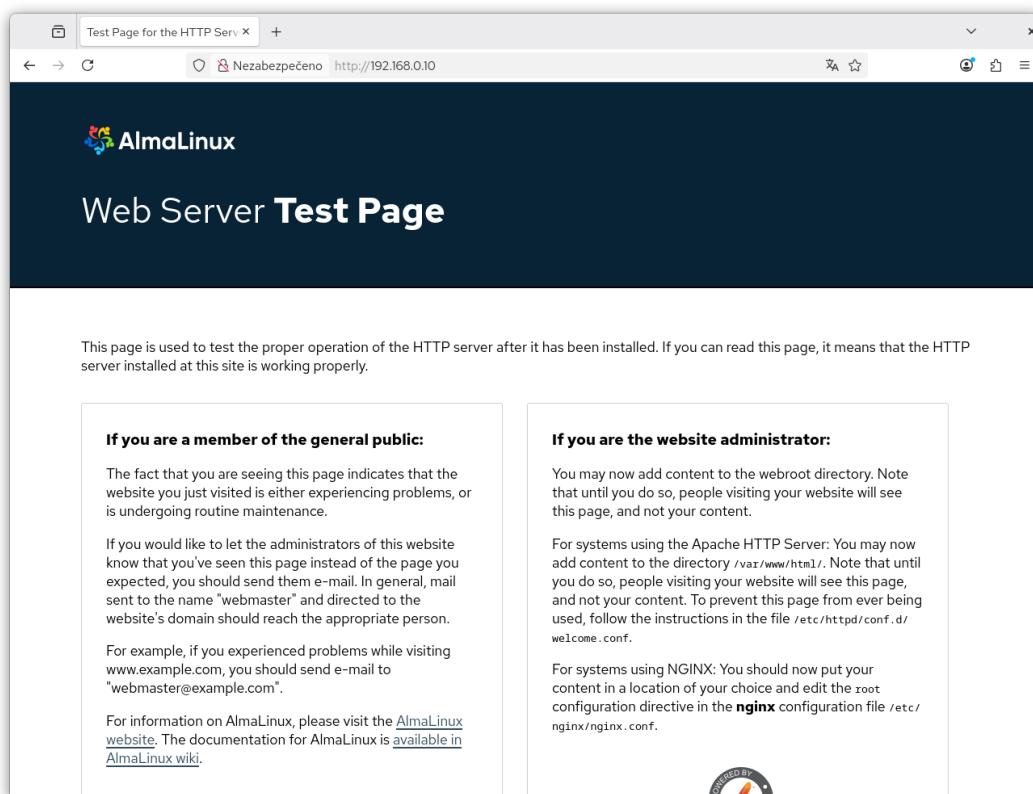 Test Page for the HTTP Serv
Nezabezpečeno
http://192.168.0.10
AlmaLinux
Web Server Test Page
This page is used to test the proper operation of the HTTP server after it has been installed. If you can read this page, it means that the HTTP
server installed at this site is working properly.
If you are a member of the general public:
The fact that you are seeing this page indicates that the
website you just visited is either experiencing problems, or
is undergoing routine maintenance.
If you would like to let the administrators of this website
know that you've seen this page instead of the page you
expected, you should send them e-mail. In general, mail
sent to the name "webmaster" and directed to the
website's domain should reach the appropriate person.
For example, if you experienced problems while visiting
www.example.com, you should send e-mail to
"webmaster@example.com".
For information on AlmaLinux, please visit the AlmaLinux
website. The documentation for AlmaLinux is available in
AlmaLinux wiki.
If you are the website administrator:
You may now add content to the webroot directory. Note
that until you do so, people visiting your website will see
this page, and not your content.
For systems using the Apache HTTP Server: You may now
add content to the directory /var/www/html/. Note that until
you do so, people visiting your website will see this page,
and not your content. To prevent this page from ever being
used, follow the instructions in the file /etc/httpd/conf.d/
welcome.conf.
For systems using NGINX: You should now put your
content in a location of your choice and edit the root
configuration directive in the nginx configuration file /etc/
nginx/nginx.conf.
POWERED BY